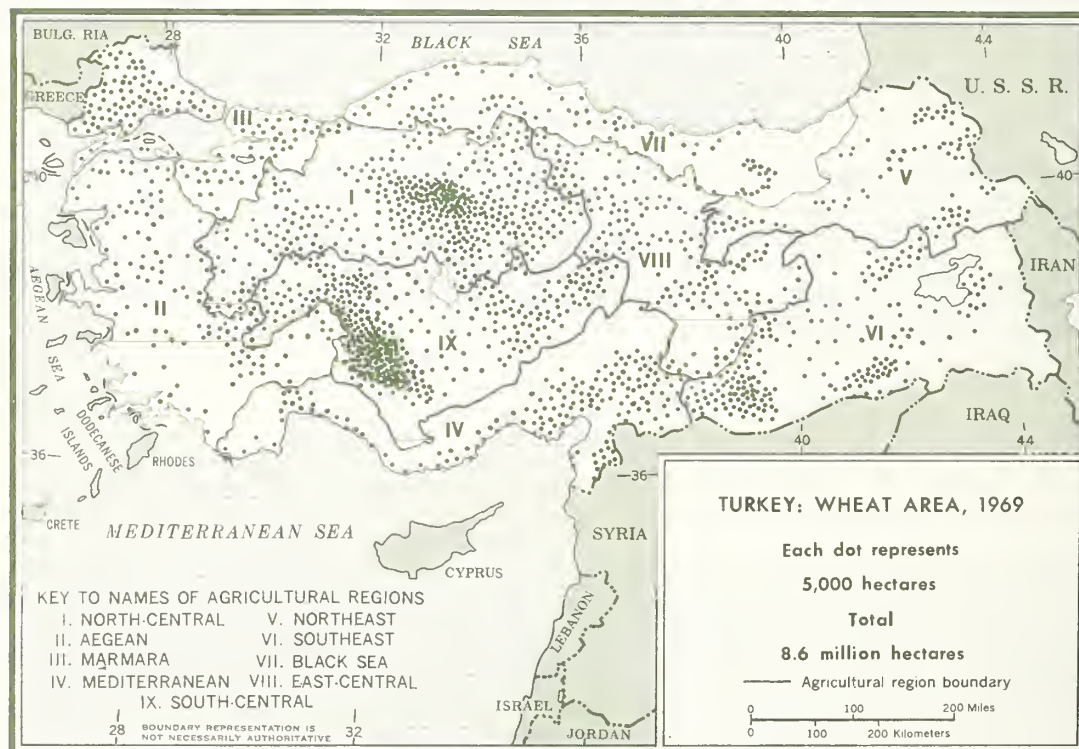 BULG. RIA
28
32
BLACK SEA
36
40
44
GREECE
III
U. S. S. R.
VII
40
I
V
40
AEGEAN SEA
II
VIII
IRAN
IX
VI
IV
IRAQ
DODECANESE ISLANDS
RHODES
36
36
40
44
CRETE
MEDITERRANEAN SEA
CYPRUS
SYRIA
LEBANON
ISRAEL
JORDAN
KEY TO NAMES OF AGRICULTURAL REGIONS
I. NORTH-CENTRAL V. NORTHEAST
II. AEGEAN VI. SOUTHEAST
III. MARMARA VII. BLACK SEA
IV. MEDITERRANEAN VIII. EAST-CENTRAL
IX. SOUTH-CENTRAL
28
BOUNDARY REPRESENTATION IS
NOT NECESSARILY AUTHORITATIVE
32
TURKEY: WHEAT AREA, 1969
Each dot represents
5,000 hectares
Total
8.6 million hectares
Agricultural region boundary
0 100 200 Miles
0 100 200 Kilometers